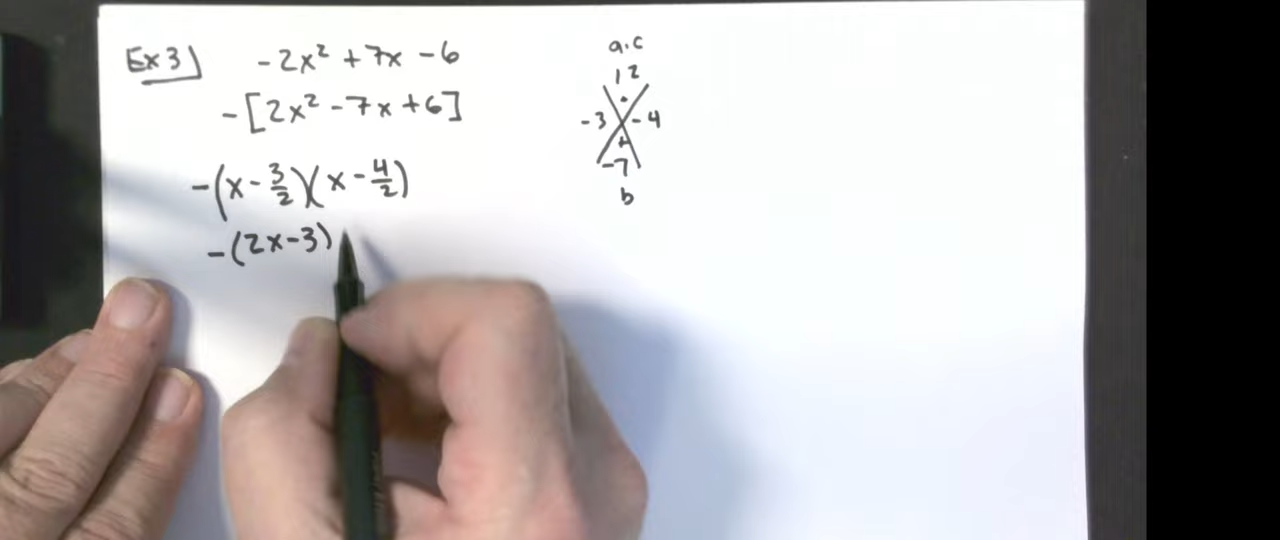 Ex 3) -2x² + 7x - 6
-[2x² - 7x + 6]
-(x - 3/2)(x - 4/2)
-(2x - 3)
a.c
12
-3 · -4
+
-7
b